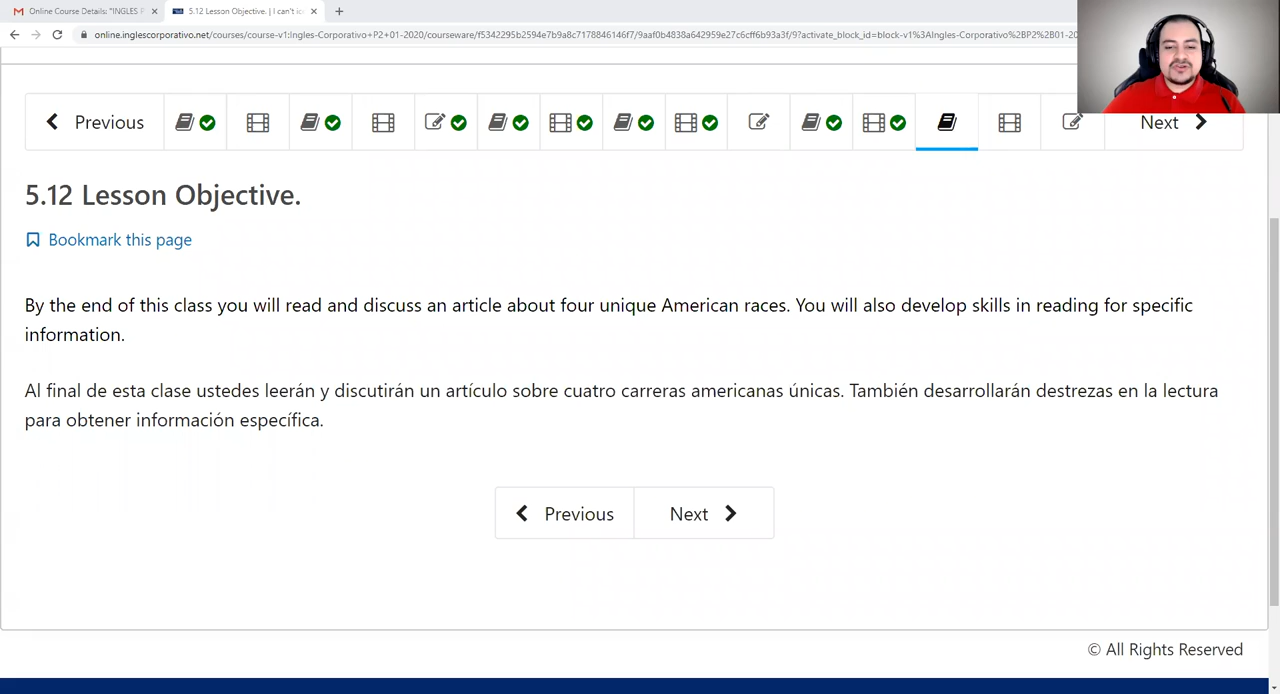 Online Course Details: "INGLES P
5.12 Lesson Objective. | I can't ice
online.inglescorporativo.net/courses/course-v1:Ingles-Corporativo+P2+01-2020/courseware/f5342295b2594e7b9a8c7178846146f7/9aaf0b4838a642959e27c6cff6b93a3f/9?activate_block_id=block-v1%3AIngles-Corporativo%2BP2%2B01-20
Previous
Next
5.12 Lesson Objective.
Bookmark this page
By the end of this class you will read and discuss an article about four unique American races. You will also develop skills in reading for specific
information.
Al final de esta clase ustedes leerán y discutirán un artículo sobre cuatro carreras americanas únicas. También desarrollarán destrezas en la lectura
para obtener información específica.
Previous
Next
© All Rights Reserved